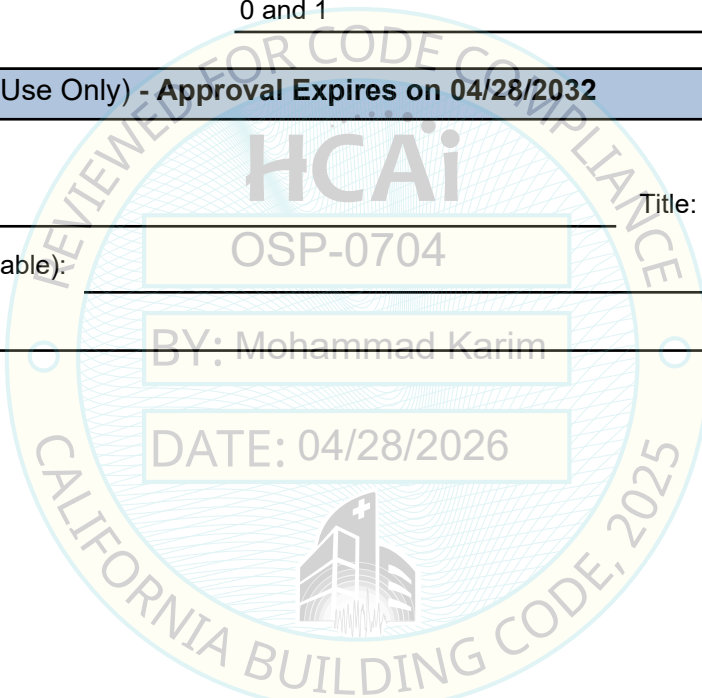 0 and 1
Use Only) - Approval Expires on 04/28/2032
REVIEWED FOR CODE COMPLIANCE
HCAi
Title:
OSP-0704
able):
BY: Mohammad Karim
DATE: 04/28/2026
CALIFORNIA BUILDING CODE, 2025